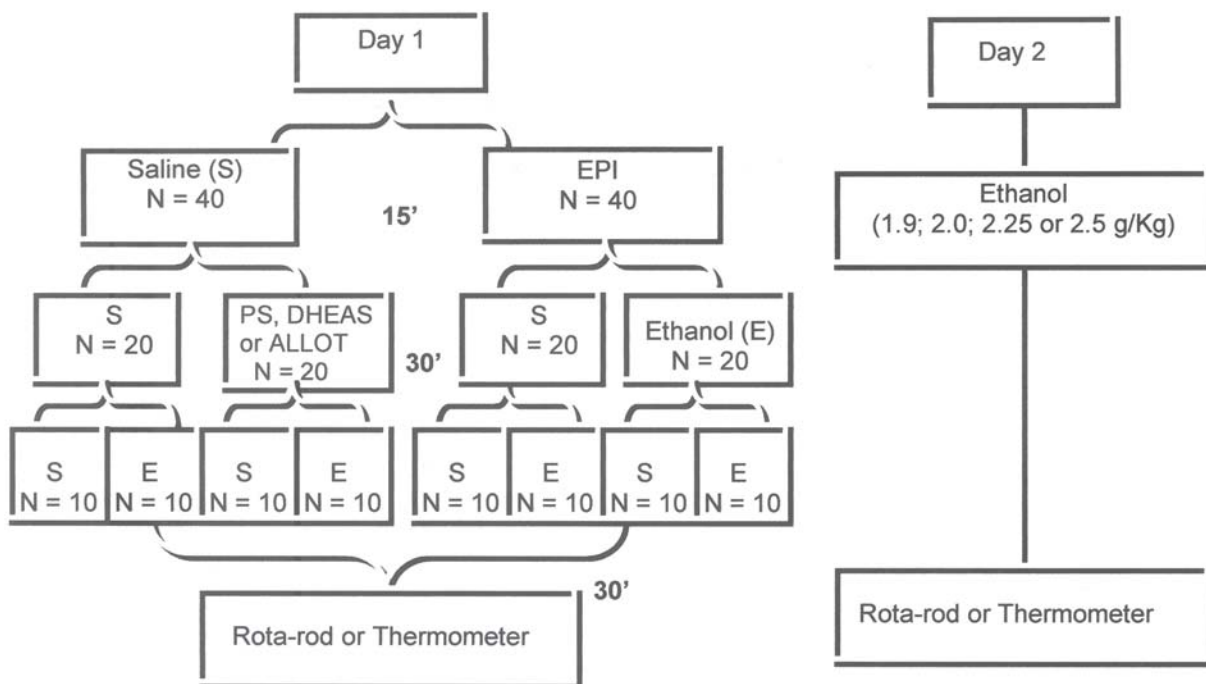 Day 1
Day 2
Saline (S)
N = 40
EPI
N = 40
15'
Ethanol
(1.9; 2.0; 2.25 or 2.5 g/Kg)
S
N = 20
PS, DHEAS
or ALLOT
N = 20
30'
S
N = 20
Ethanol (E)
N = 20
S
N = 10
E
N = 10
S
N = 10
E
N = 10
S
N = 10
E
N = 10
S
N = 10
E
N = 10
30'
Rota-rod or Thermometer
Rota-rod or Thermometer